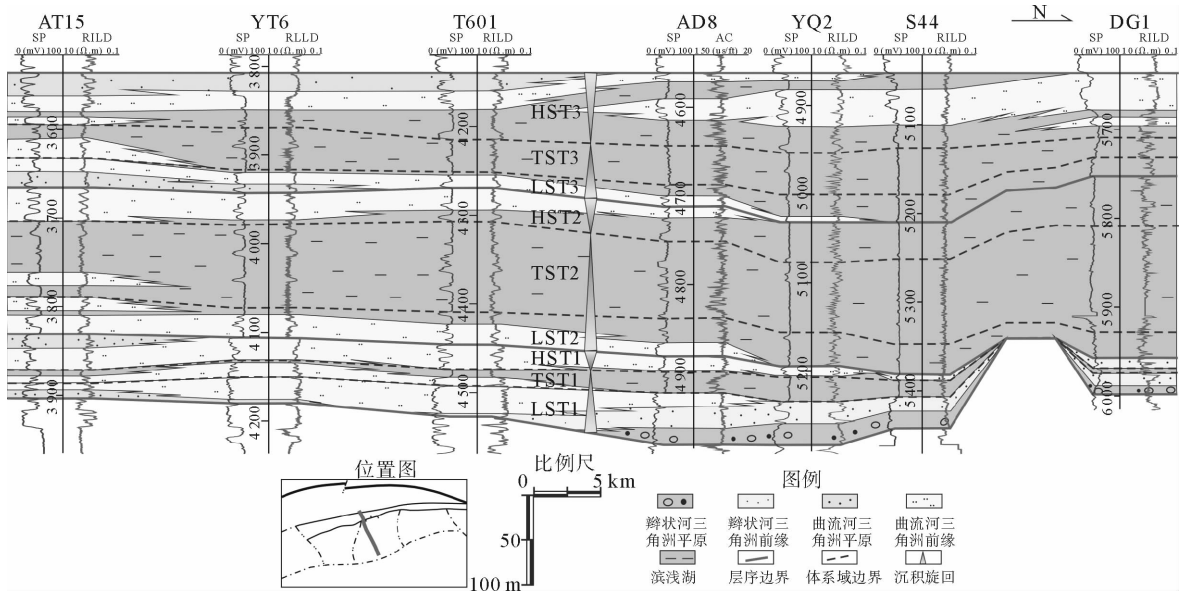 AT15 YT6 T601 AD8 YQ2 S44 N DG1
SP RILD SP RLLD SP RILD SP AC SP RILD SP RILD SP RILD
0 (mV) 100 10 (Ω.m) 0.1 0 (mV) 100 10 (Ω.m) 0.1 0 (mV) 100 10 (Ω.m) 0.1 0 (mV) 100 150 (us/ft) 20 0 (mV) 100 10 (Ω.m) 0.1 0 (mV) 100 10 (Ω.m) 0.1 0 (mV) 100 10 (Ω.m) 0.1
3 600
3 700
3 800
3 900
3 800
3 900
4 000
4 100
4 200
4 200
4 300
4 400
4 500
HST3
TST3
LST3
HST2
TST2
LST2
HST1
TST1
LST1
4 600
4 700
4 800
4 900
4 900
5 000
5 100
5 200
5 100
5 200
5 300
5 400
5 700
5 800
5 900
6 000
位置图
比例尺
0 5 km
50
100 m
图例
辫状河三角洲平原
辫状河三角洲前缘
曲流河三角洲平原
曲流河三角洲前缘
滨浅湖
层序边界
体系域边界
沉积旋回